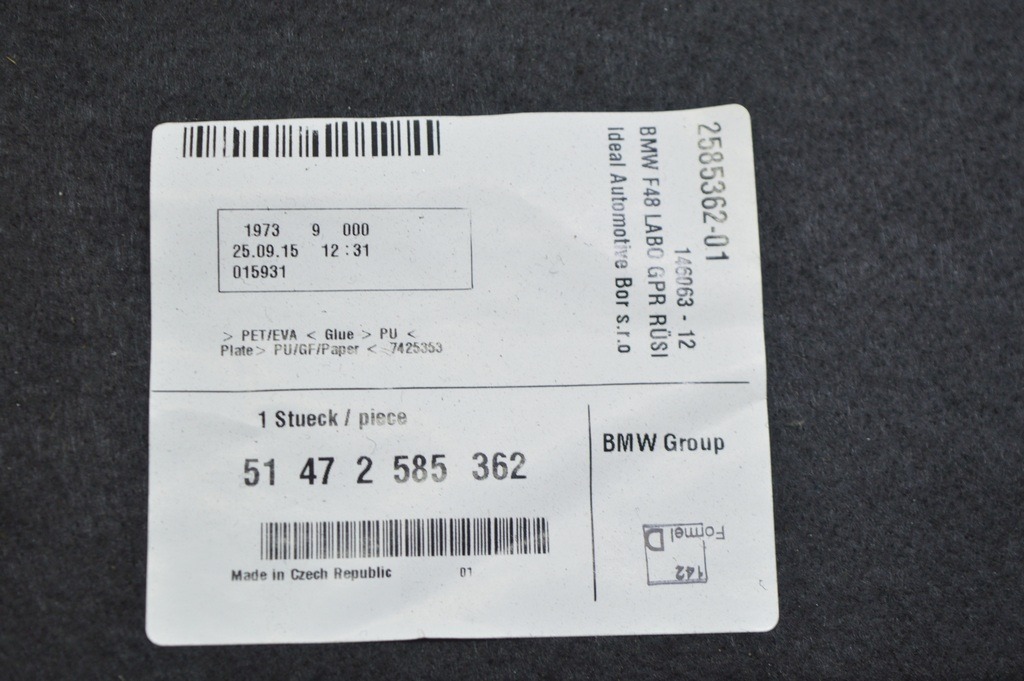 1973 9 000
25.09.15 12:31
015931
> PET/EVA < Glue > PU <
Plate> PU/GF/Paper < 7425353
2585362-01
146063 - 12
BMW F48 LABO GPR RÜSI
Ideal Automotive Bor s.r.o
1 Stueck / piece
51 47 2 585 362
Made in Czech Republic 01
BMW Group
Formel
D
142